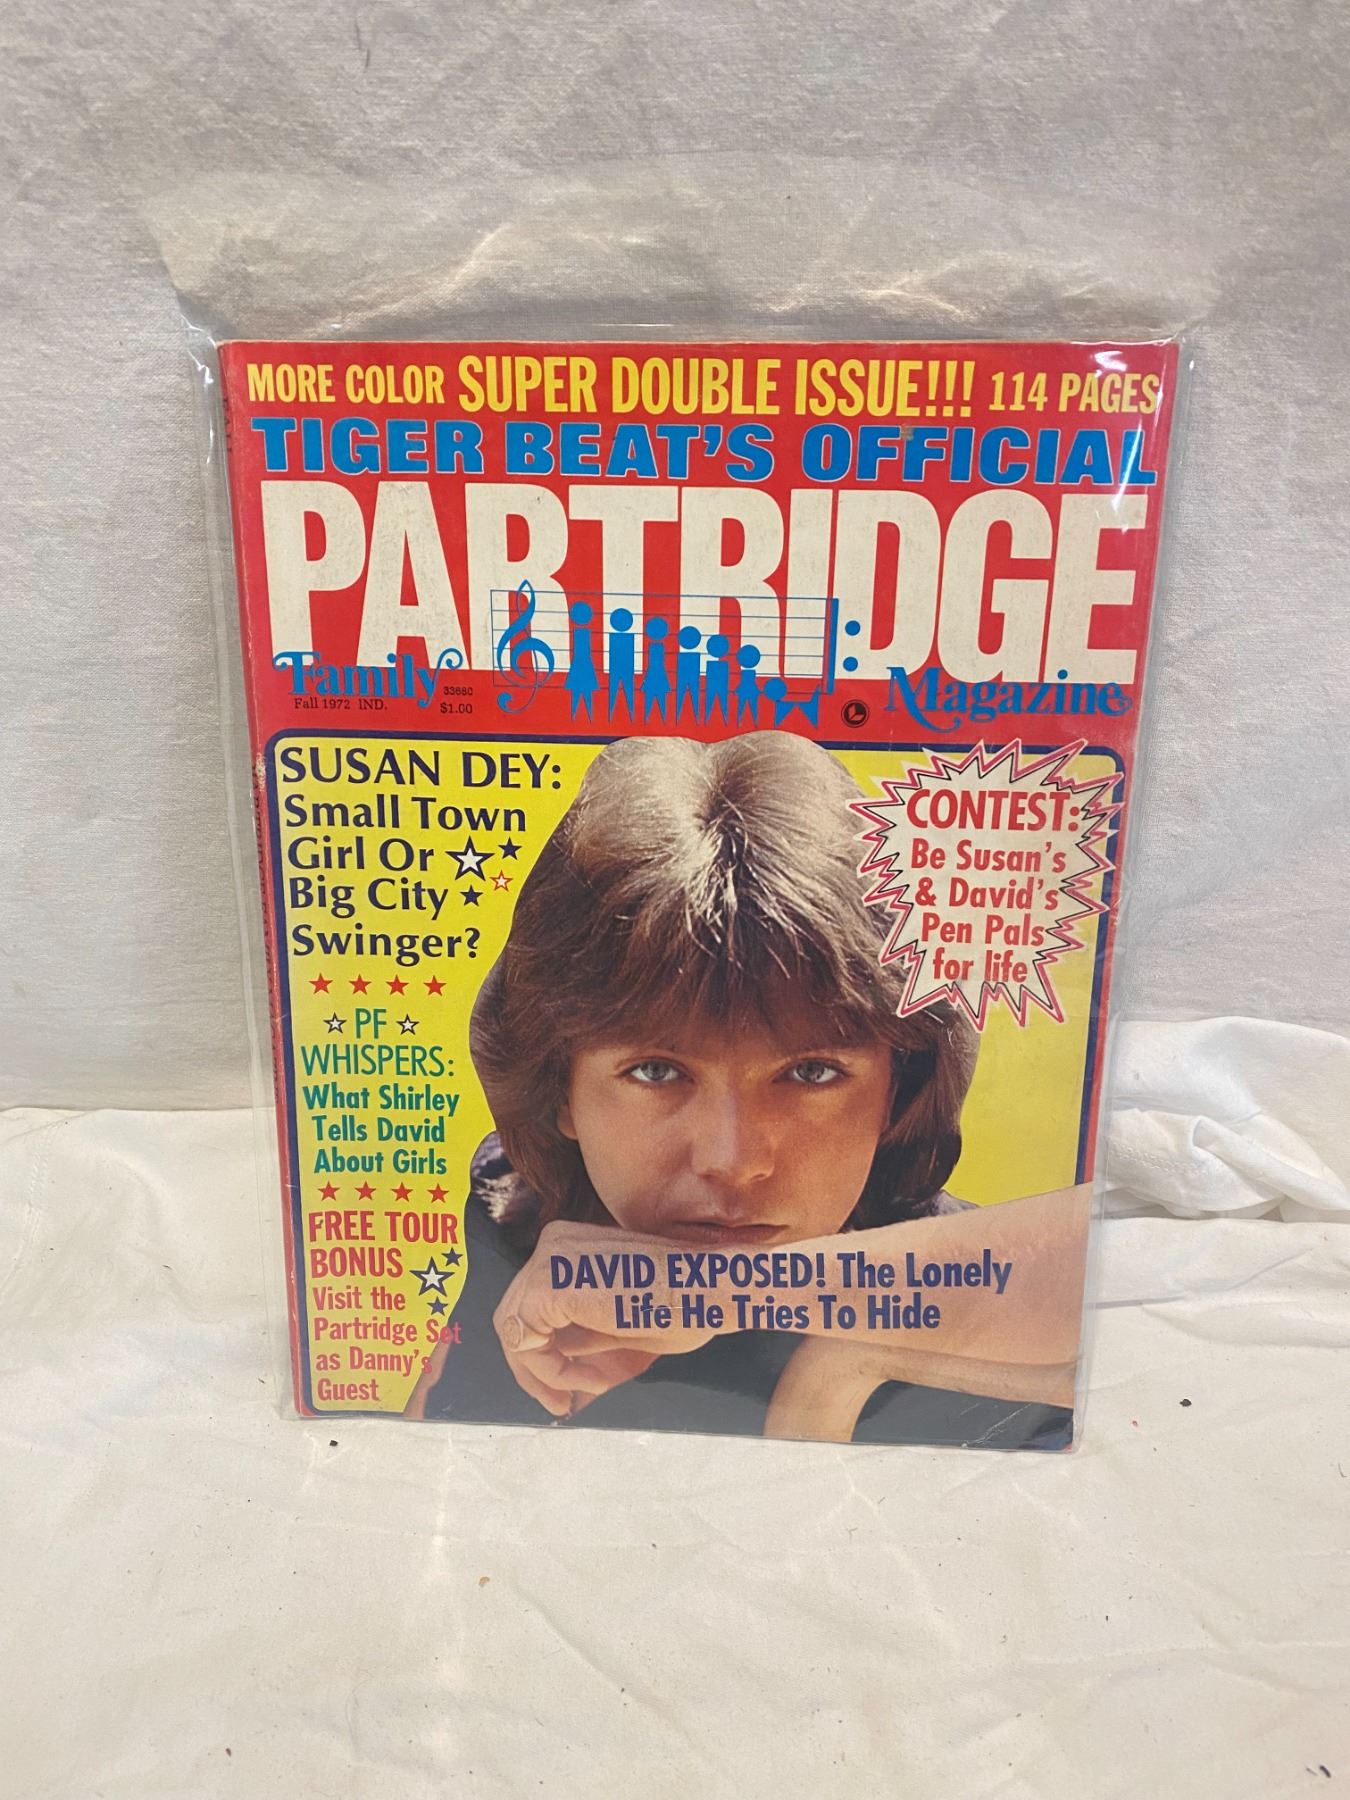 MORE COLOR SUPER DOUBLE ISSUE!!! 114 PAGES
TIGER BEAT'S OFFICIAL
PARTRIDGE
Family
Magazine
Fall 1972 IND.
33680
$1.00
SUSAN DEY:
Small Town
Girl Or
Big City
Swinger?
PF
WHISPERS:
What Shirley
Tells David
About Girls
FREE TOUR
BONUS
Visit the
Partridge Set
as Danny's
Guest
CONTEST:
Be Susan's
& David's
Pen Pals
for life
DAVID EXPOSED! The Lonely
Life He Tries To Hide